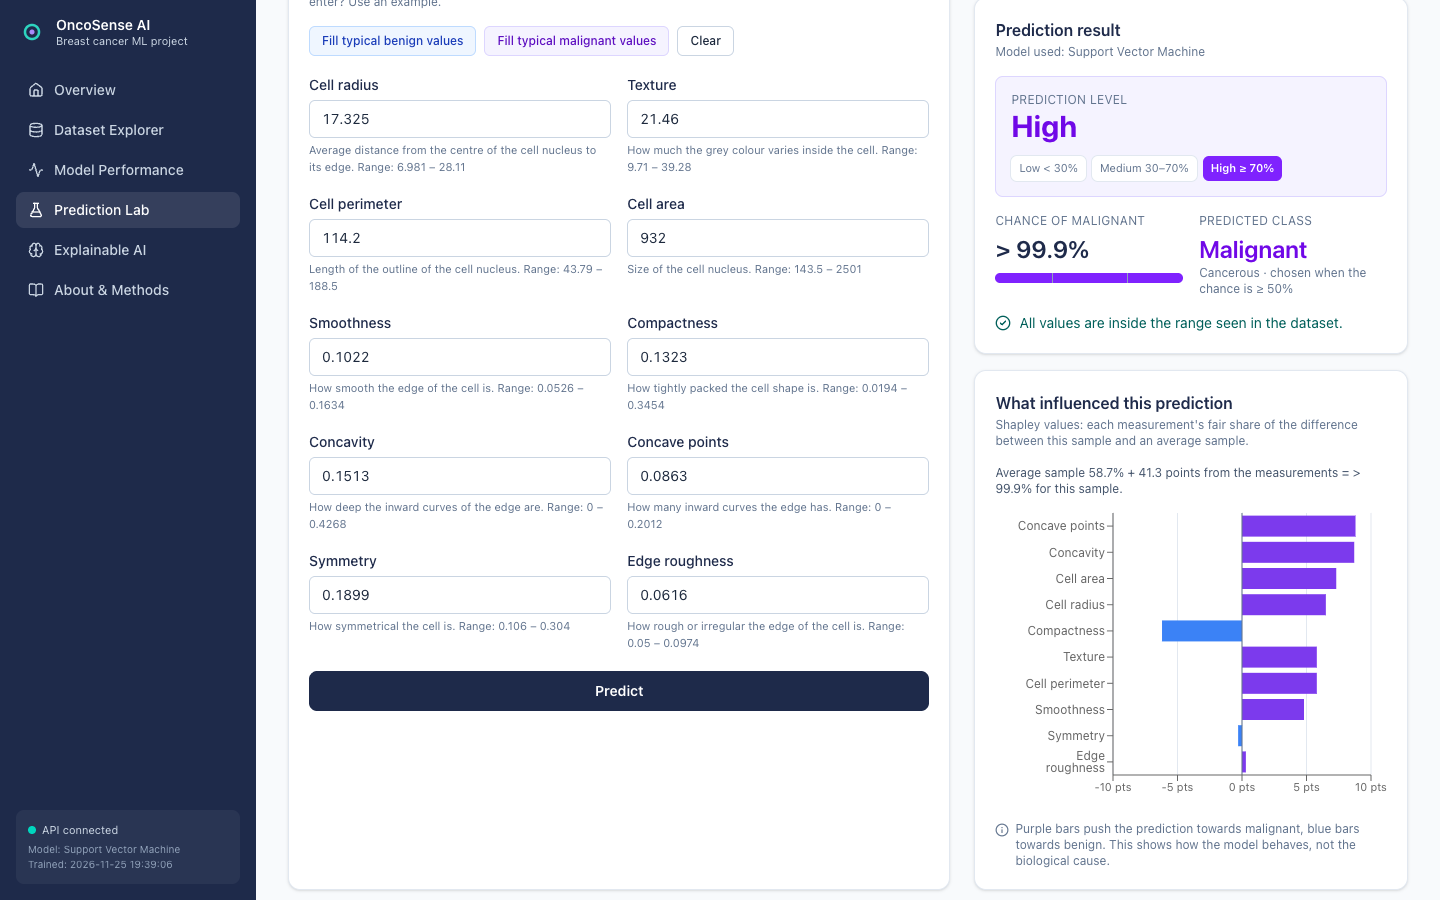 OncoSense AI
Breast cancer ML project
Overview
Dataset Explorer
Model Performance
Prediction Lab
Explainable AI
About & Methods
API connected
Model: Support Vector Machine
Trained: 2026-11-25 19:39:06
enter? Use an example.
Fill typical benign values
Fill typical malignant values
Clear
Cell radius
17.325
Average distance from the centre of the cell nucleus to
its edge. Range: 6.981 – 28.11
Texture
21.46
How much the grey colour varies inside the cell. Range:
9.71 – 39.28
Cell perimeter
114.2
Length of the outline of the cell nucleus. Range: 43.79 –
188.5
Cell area
932
Size of the cell nucleus. Range: 143.5 – 2501
Smoothness
0.1022
How smooth the edge of the cell is. Range: 0.0526 –
0.1634
Compactness
0.1323
How tightly packed the cell shape is. Range: 0.0194 –
0.3454
Concavity
0.1513
How deep the inward curves of the edge are. Range: 0 –
0.4268
Concave points
0.0863
How many inward curves the edge has. Range: 0 –
0.2012
Symmetry
0.1899
How symmetrical the cell is. Range: 0.106 – 0.304
Edge roughness
0.0616
How rough or irregular the edge of the cell is. Range:
0.05 – 0.0974
Predict
Prediction result
Model used: Support Vector Machine
PREDICTION LEVEL
High
Low < 30%
Medium 30–70%
High ≥ 70%
CHANCE OF MALIGNANT
> 99.9%
PREDICTED CLASS
Malignant
Cancerous · chosen when the
chance is ≥ 50%
All values are inside the range seen in the dataset.
What influenced this prediction
Shapley values: each measurement's fair share of the difference
between this sample and an average sample.
Average sample 58.7% + 41.3 points from the measurements = >
99.9% for this sample.
Concave points
Concavity
Cell area
Cell radius
Compactness
Texture
Cell perimeter
Smoothness
Symmetry
Edge
roughness
-10 pts
-5 pts
0 pts
5 pts
10 pts
Purple bars push the prediction towards malignant, blue bars
towards benign. This shows how the model behaves, not the
biological cause.